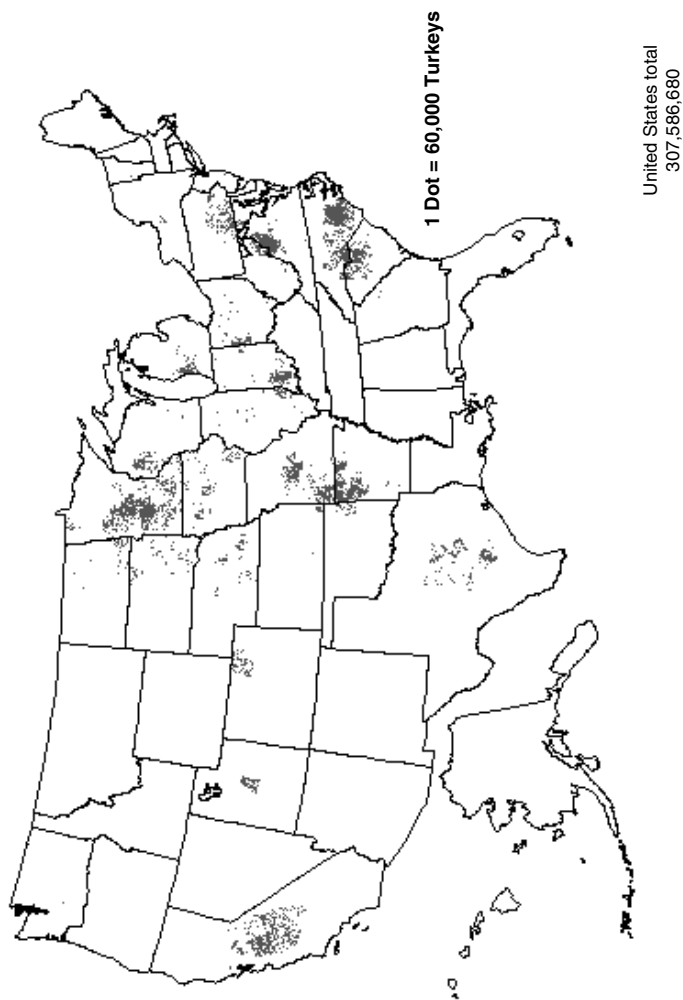 1 Dot = 60,000 Turkeys
United States total
307,586,680